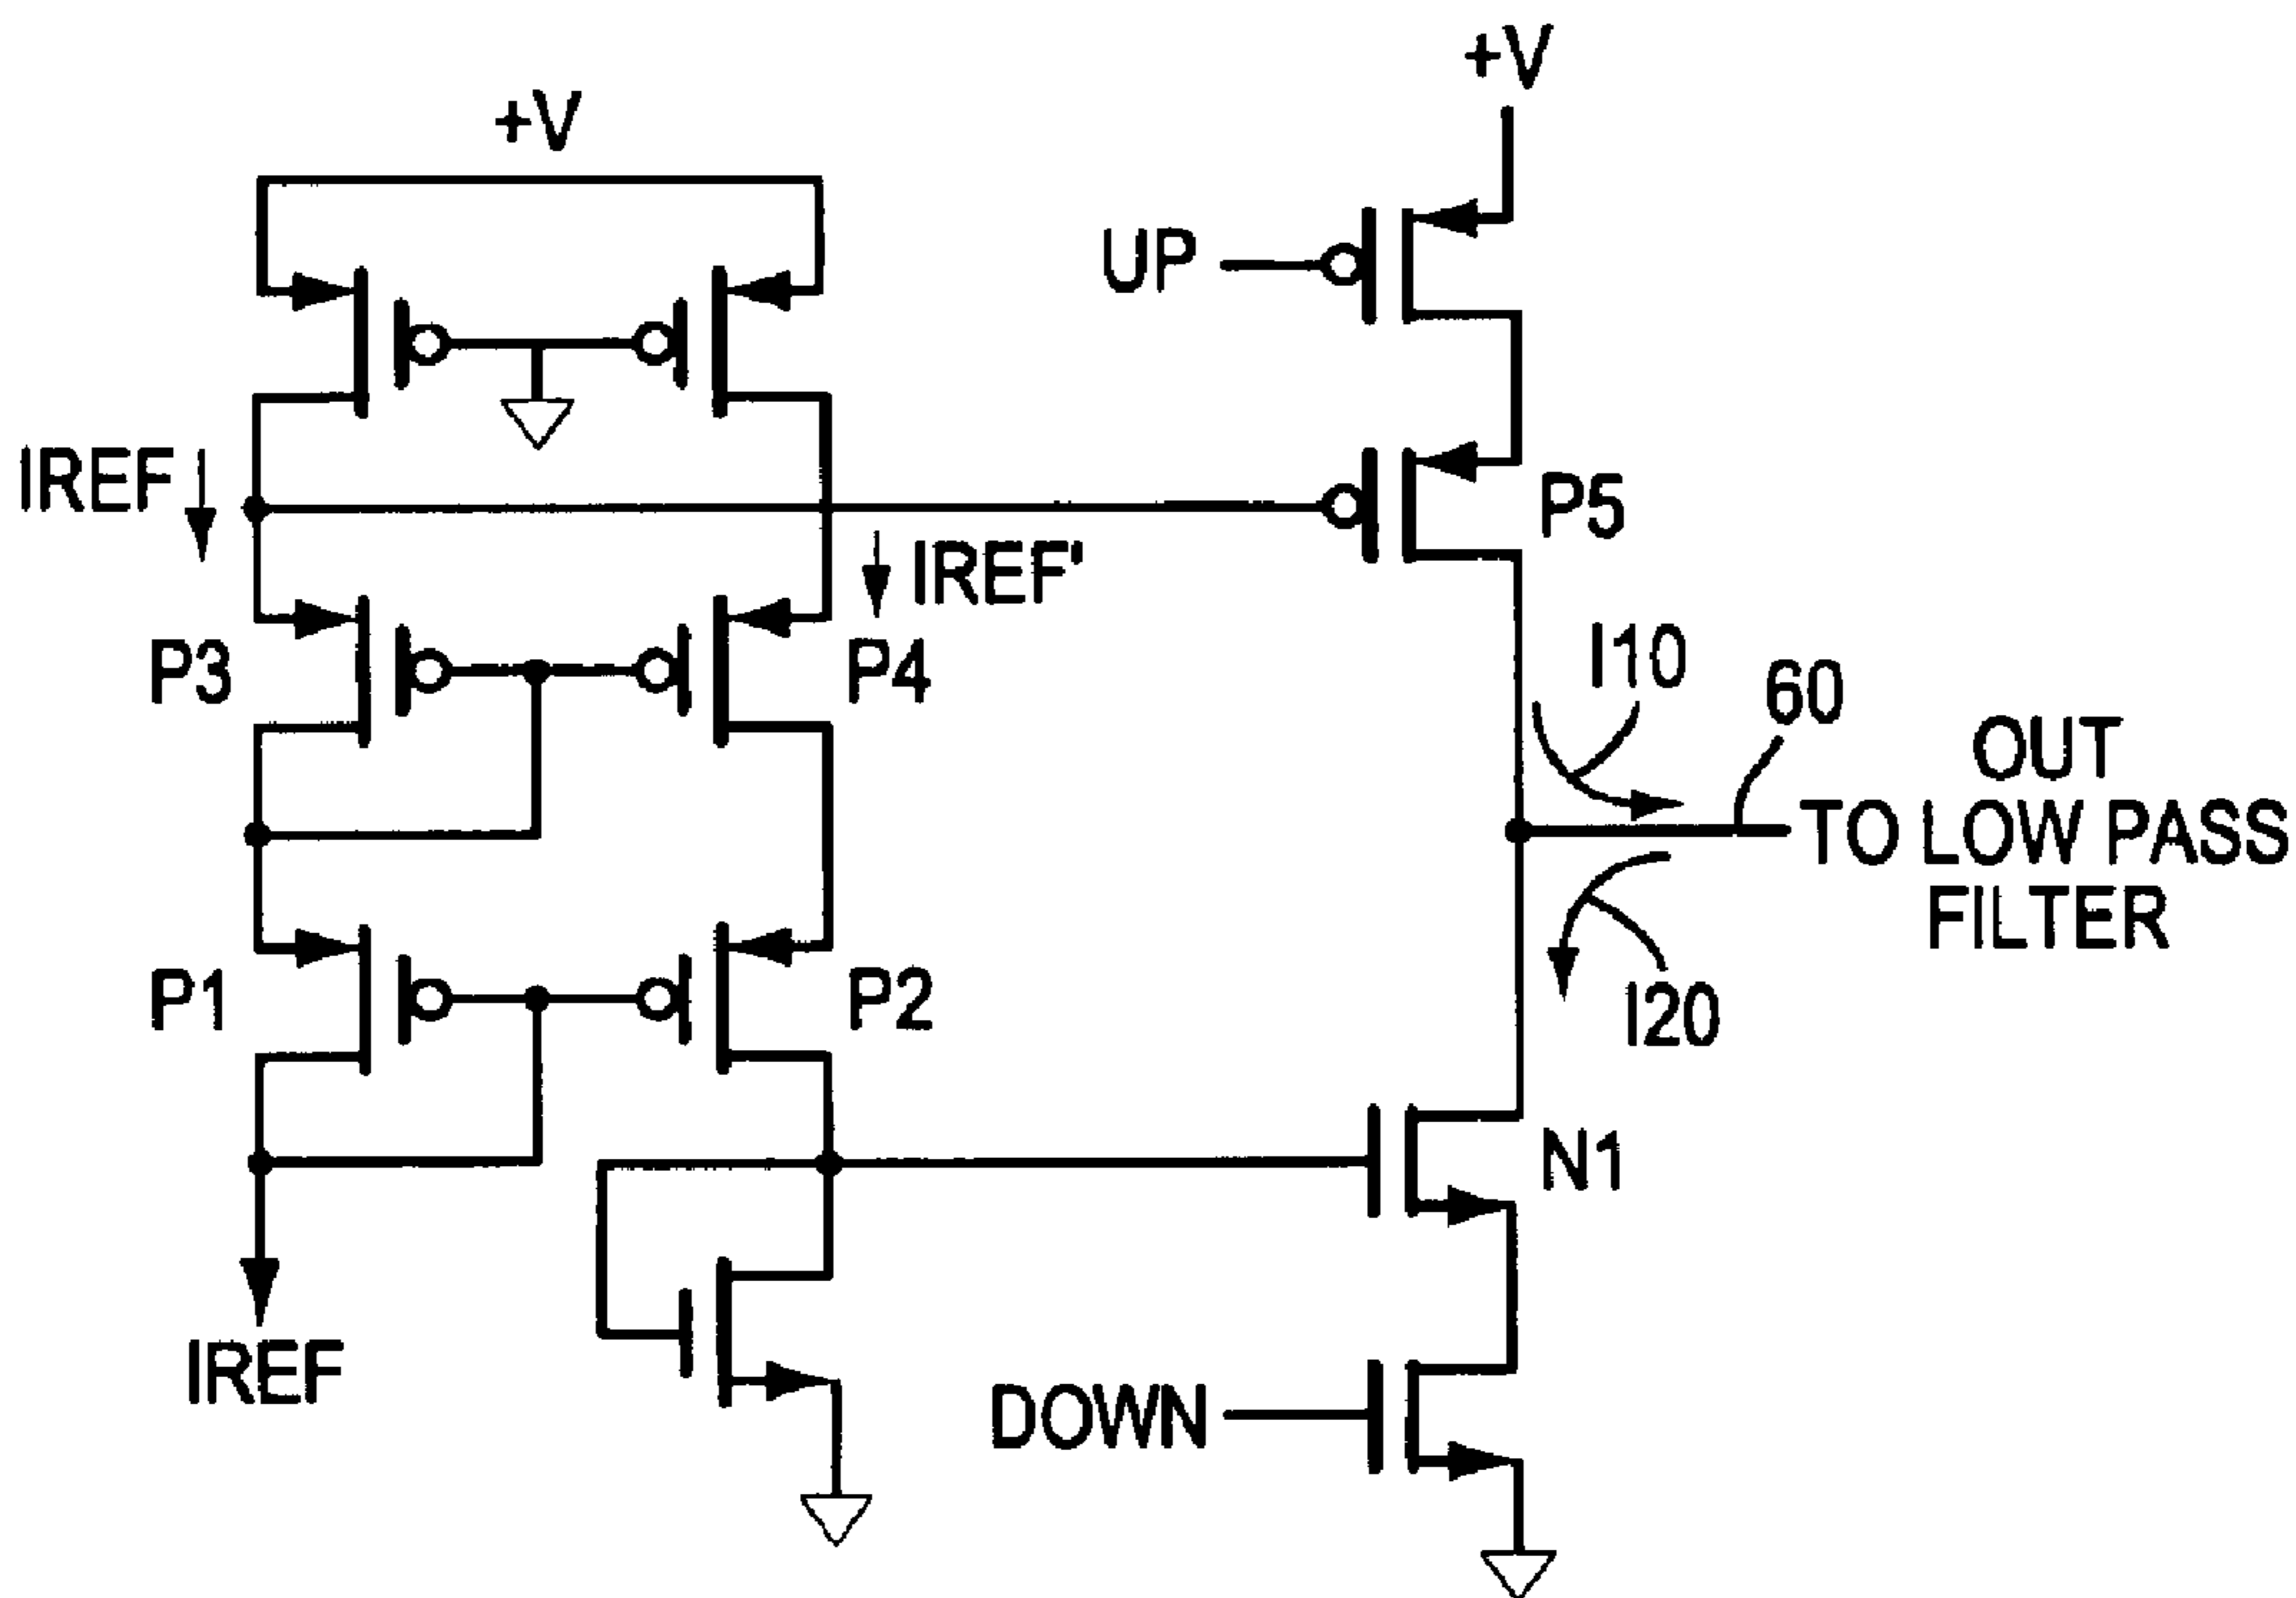 +V
+V
UP
IREF
P5
IREF'
P3
P4
I10
60
OUT
TO LOW PASS
FILTER
P1
P2
I20
N1
IREF
DOWN